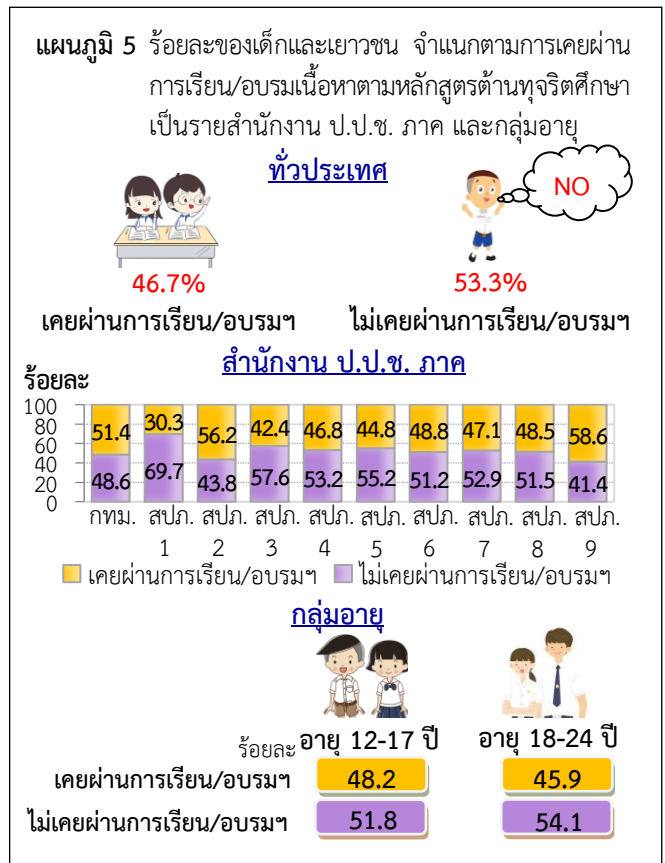 แผนภูมิ 5 ร้อยละของเด็กและเยาวชน จำแนกตามการเคยผ่าน
การเรียน/อบรมเนื้อหาตามหลักสูตรต้านทุจริตศึกษา
เป็นรายสำนักงาน ป.ป.ช. ภาค และกลุ่มอายุ
ทั่วประเทศ
NO
46.7% 53.3%
เคยผ่านการเรียน/อบรมฯ ไม่เคยผ่านการเรียน/อบรมฯ
สำนักงาน ป.ป.ช. ภาค
ร้อยละ
100
80
60
40
20
0
51.4 30.3 56.2 42.4 46.8 44.8 48.8 47.1 48.5 58.6
48.6 69.7 43.8 57.6 53.2 55.2 51.2 52.9 51.5 41.4
กทม. สปภ. สปภ. สปภ. สปภ. สปภ. สปภ. สปภ. สปภ. สปภ.
1 2 3 4 5 6 7 8 9
เคยผ่านการเรียน/อบรมฯ ไม่เคยผ่านการเรียน/อบรมฯ
กลุ่มอายุ
ร้อยละ อายุ 12-17 ปี อายุ 18-24 ปี
เคยผ่านการเรียน/อบรมฯ 48.2 45.9
ไม่เคยผ่านการเรียน/อบรมฯ 51.8 54.1